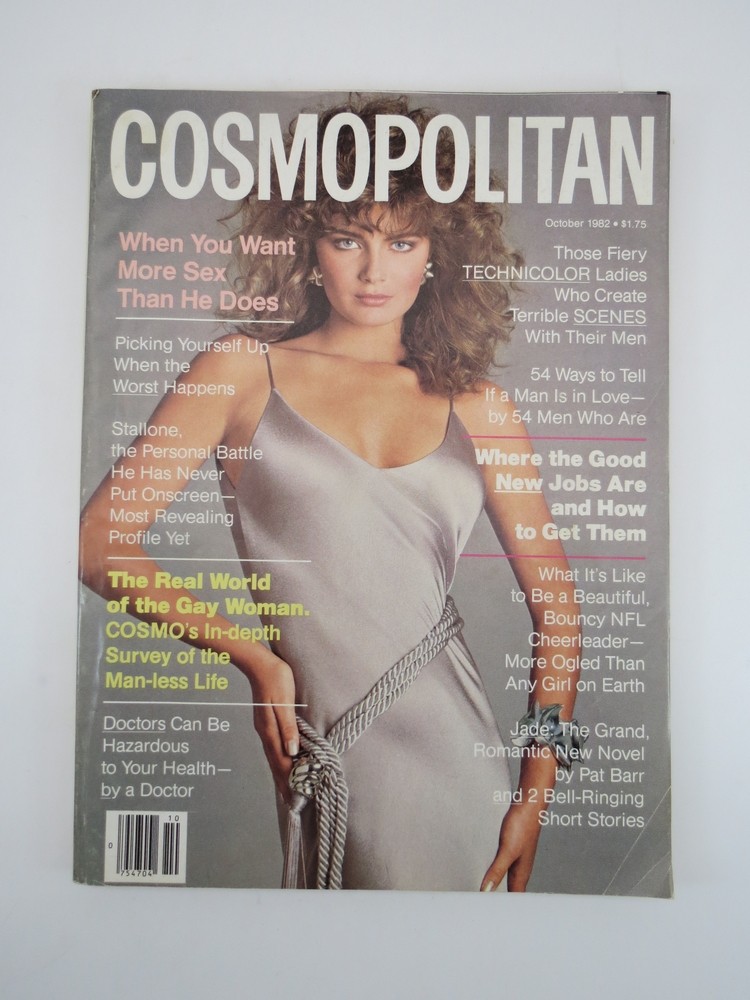 COSMOPOLITAN
October 1982 • $1.75
When You Want
More Sex
Than He Does
Picking Yourself Up
When the
Worst Happens
Stallone,
the Personal Battle
He Has Never
Put Onscreen—
Most Revealing
Profile Yet
The Real World
of the Gay Woman.
COSMO's In-depth
Survey of the
Man-less Life
Doctors Can Be
Hazardous
to Your Health—
by a Doctor
10
0
754704
Those Fiery
TECHNICOLOR Ladies
Who Create
Terrible SCENES
With Their Men
54 Ways to Tell
If a Man Is in Love—
by 54 Men Who Are
Where the Good
New Jobs Are
and How
to Get Them
What It's Like
to Be a Beautiful,
Bouncy NFL
Cheerleader—
More Ogled Than
Any Girl on Earth
Jade: The Grand,
Romantic New Novel
by Pat Barr
and 2 Bell-Ringing
Short Stories